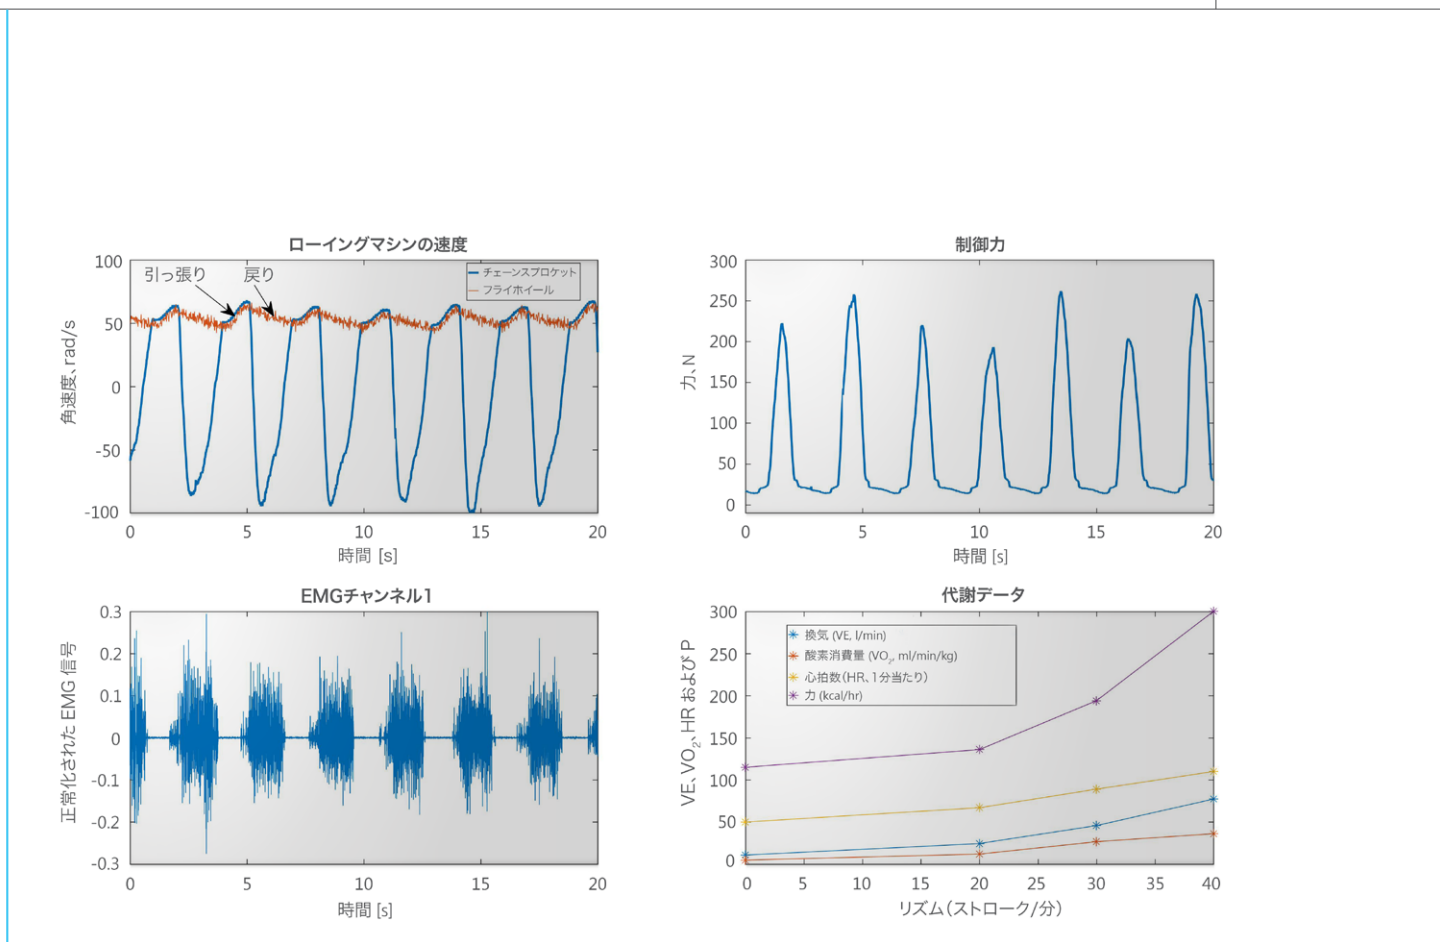 ローイングマシンの速度
100
50
0
-50
-100
角速度、rad/s
引っ張り
戻り
チェーンスプロケット
フライホイール
0 5 10 15 20
時間 [s]
制御力
300
250
200
150
100
50
0
力、N
0 5 10 15 20
時間 [s]
EMGチャンネル1
0.3
0.2
0.1
0
-0.1
-0.2
-0.3
正常化された EMG 信号
0 5 10 15 20
時間 [s]
代謝データ
300
250
200
150
100
50
0
VE、VO2、HR および P
換気 (VE, l/min)
酸素消費量 (VO2, ml/min/kg)
心拍数（HR、1分当たり）
力 (kcal/hr)
0 5 10 15 20 25 30 35 40
リズム（ストローク/分）